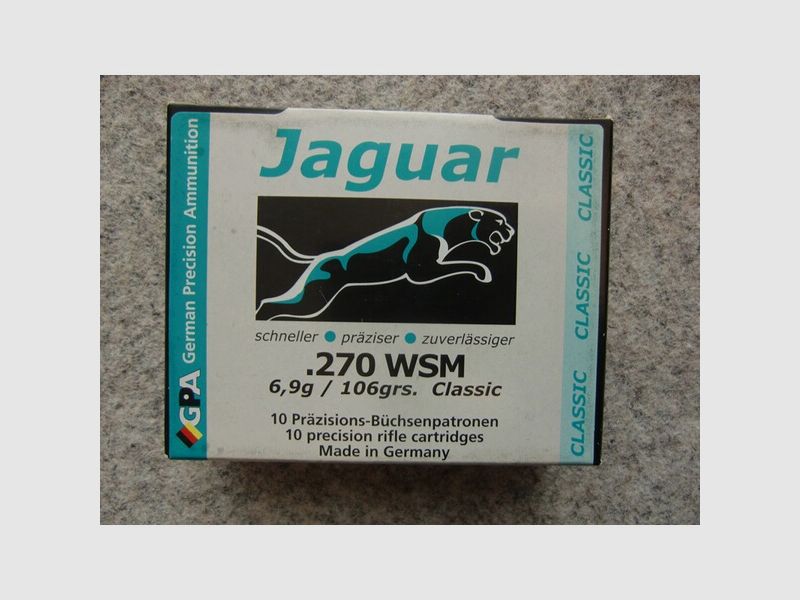 Jaguar
schneller • präziser • zuverlässiger
.270 WSM
6,9g / 106grs. Classic
10 Präzisions-Büchsenpatronen
10 precision rifle cartridges
Made in Germany
GPA German Precision Ammunition
CLASSIC
CLASSIC
CLASSIC